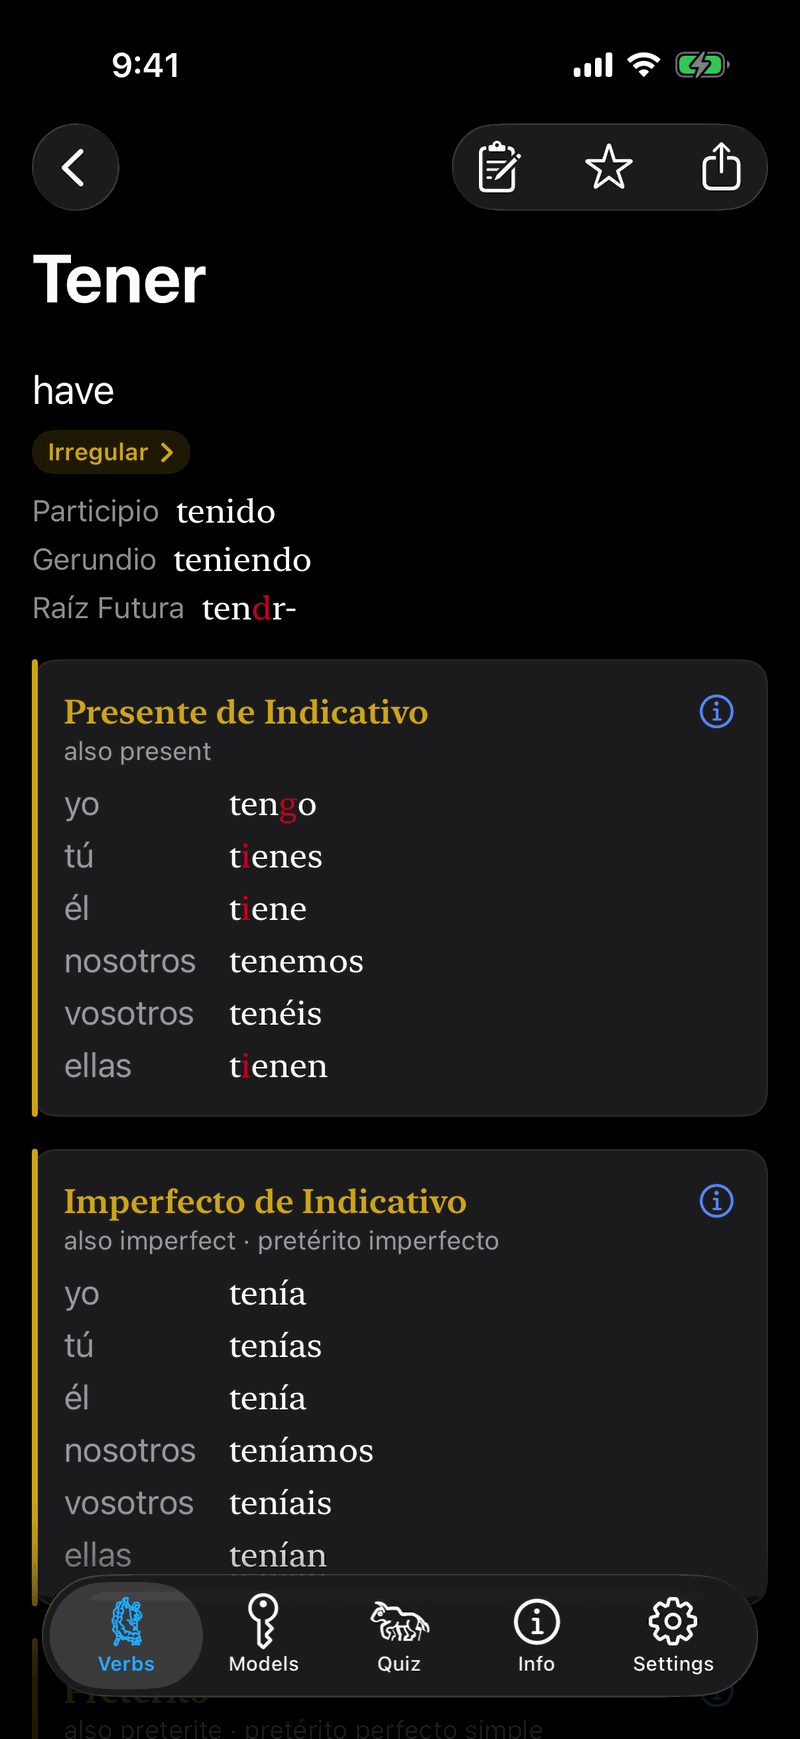 9:41
Tener
have
Irregular
Participio tenido
Gerundio teniendo
Raíz Futura tendr-
Presente de Indicativo
also present
yo tengo
tú tienes
él tiene
nosotros tenemos
vosotros tenéis
ellas tienen
Imperfecto de Indicativo
also imperfect · pretérito imperfecto
yo tenía
tú tenías
él tenía
nosotros teníamos
vosotros teníais
ellas tenían
Verbs Models Quiz Info Settings
Pretérito
also preterite · pretérito perfecto simple